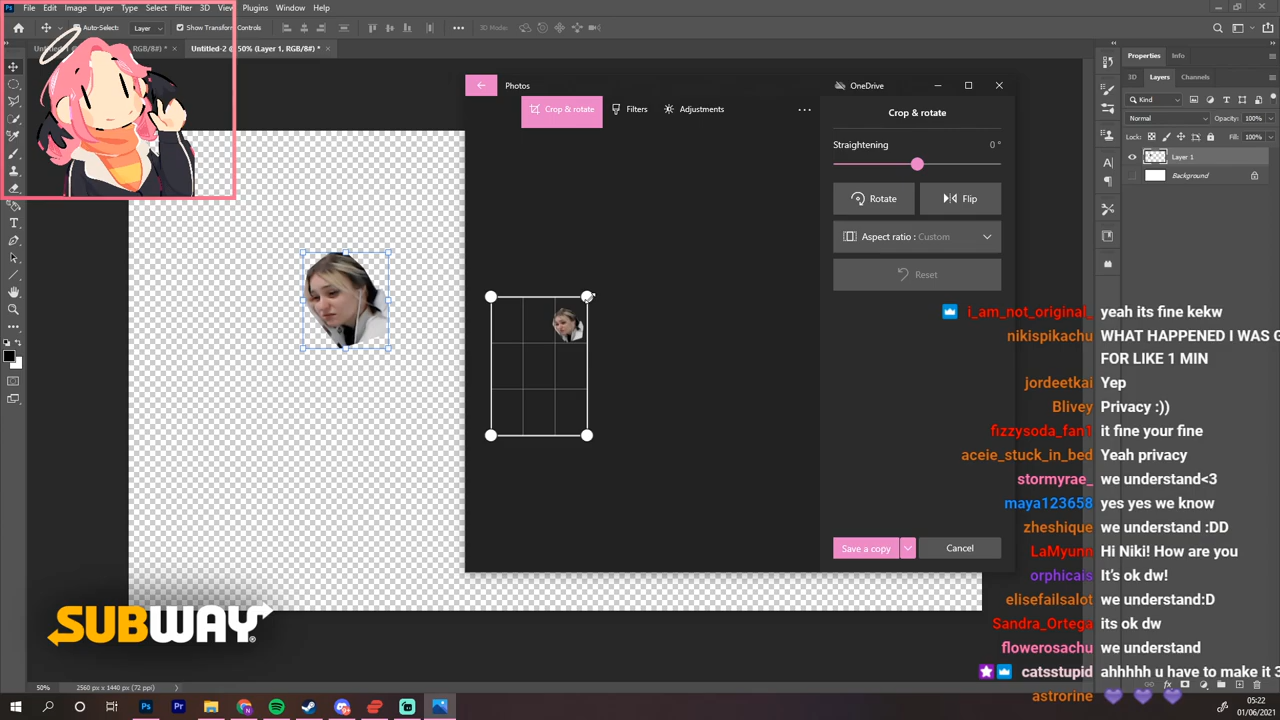 File Edit Image Layer Type Select Filter 3D View Plugins Window Help
Auto-Select: Layer Show Transform Controls 3D Mode:
RGB/8#) * × Untitled-2 @ 50% (Layer 1, RGB/8#) * ×
Photos
Crop & rotate Filters Adjustments
OneDrive
Crop & rotate
Straightening 0 °
Rotate Flip
Aspect ratio : Custom
Reset
Save a copy Cancel
Properties Info
3D Layers Channels
Kind
Normal Opacity: 100%
Lock: Fill: 100%
Layer 1
Background
i_am_not_original_ yeah its fine kekw
nikispikachu WHAT HAPPENED I WAS G
FOR LIKE 1 MIN
jordeetkai Yep
Blivey Privacy :))
fizzysoda_fan1 it fine your fine
aceie_stuck_in_bed Yeah privacy
stormyrae_ we understand<3
maya123658 yes yes we know
zheshique we understand :DD
LaMyunn Hi Niki! How are you
orphicais It's ok dw!
elisefailsalot we understand:D
Sandra_Ortega its ok dw
flowerosachu we understand
catsstupid ahhhhh u have to make it 3
astrorine
SUBWAY
50% 2560 px x 1440 px (72 ppi)
05:22
01/06/2021